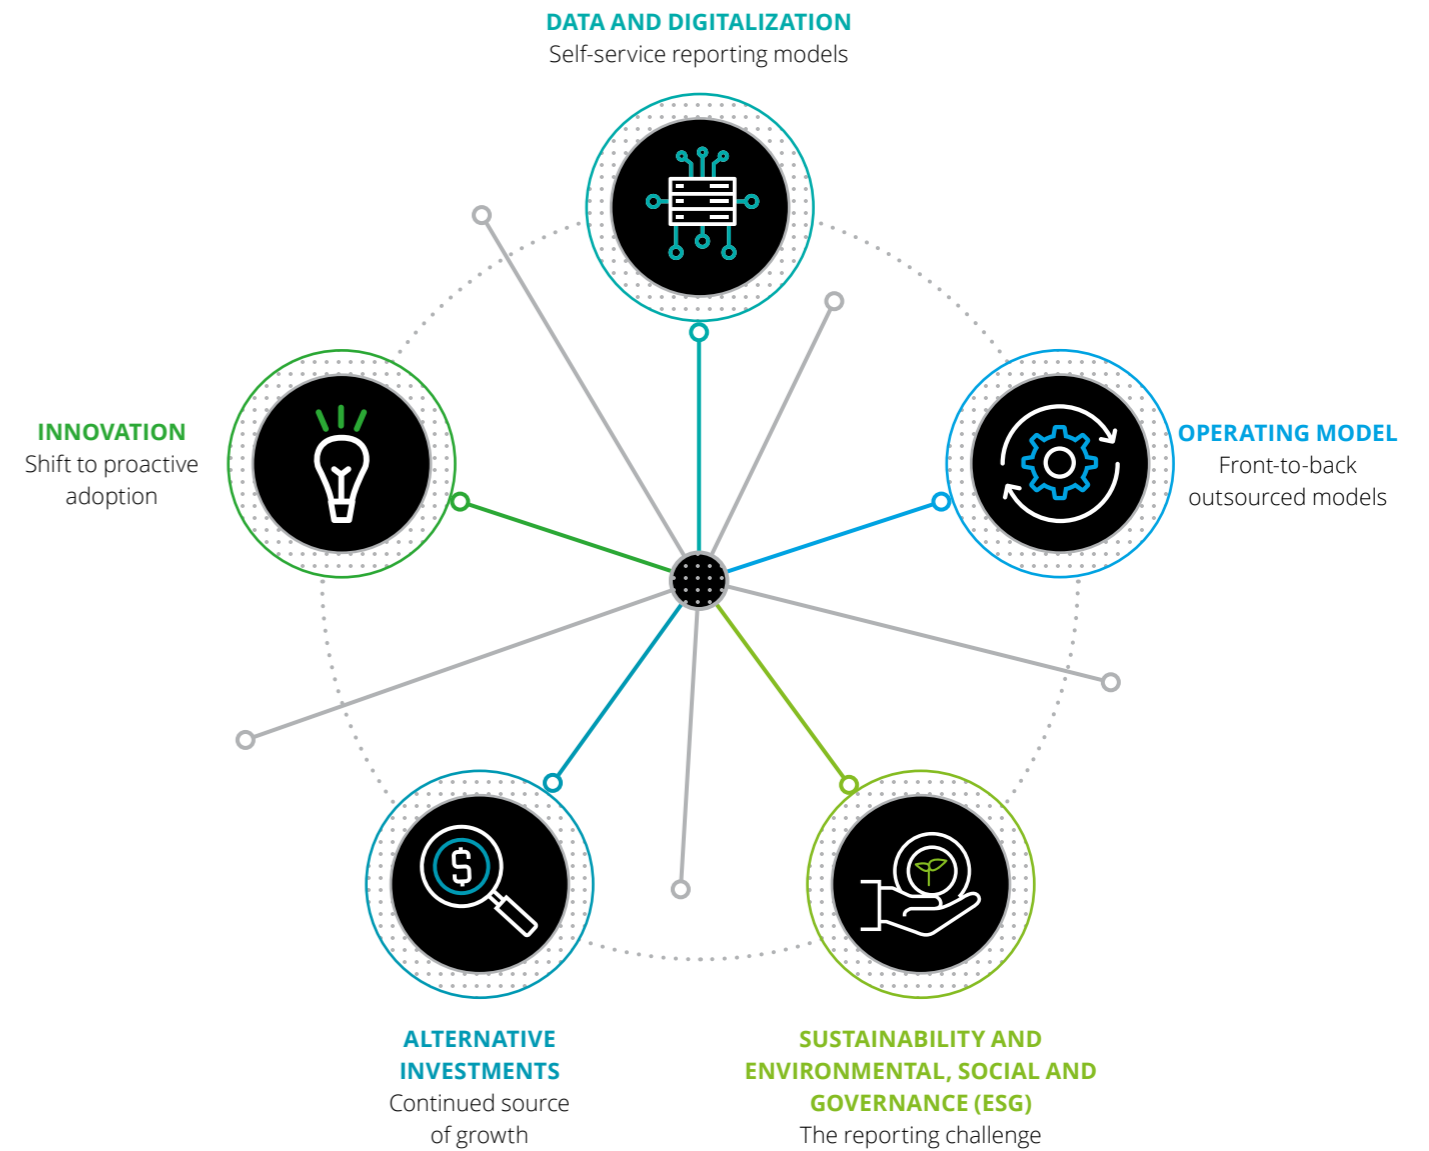 DATA AND DIGITALIZATION
Self-service reporting models
INNOVATION
Shift to proactive
adoption
OPERATING MODEL
Front-to-back
outsourced models
$
ALTERNATIVE
INVESTMENTS
Continued source
of growth
SUSTAINABILITY AND
ENVIRONMENTAL, SOCIAL AND
GOVERNANCE (ESG)
The reporting challenge